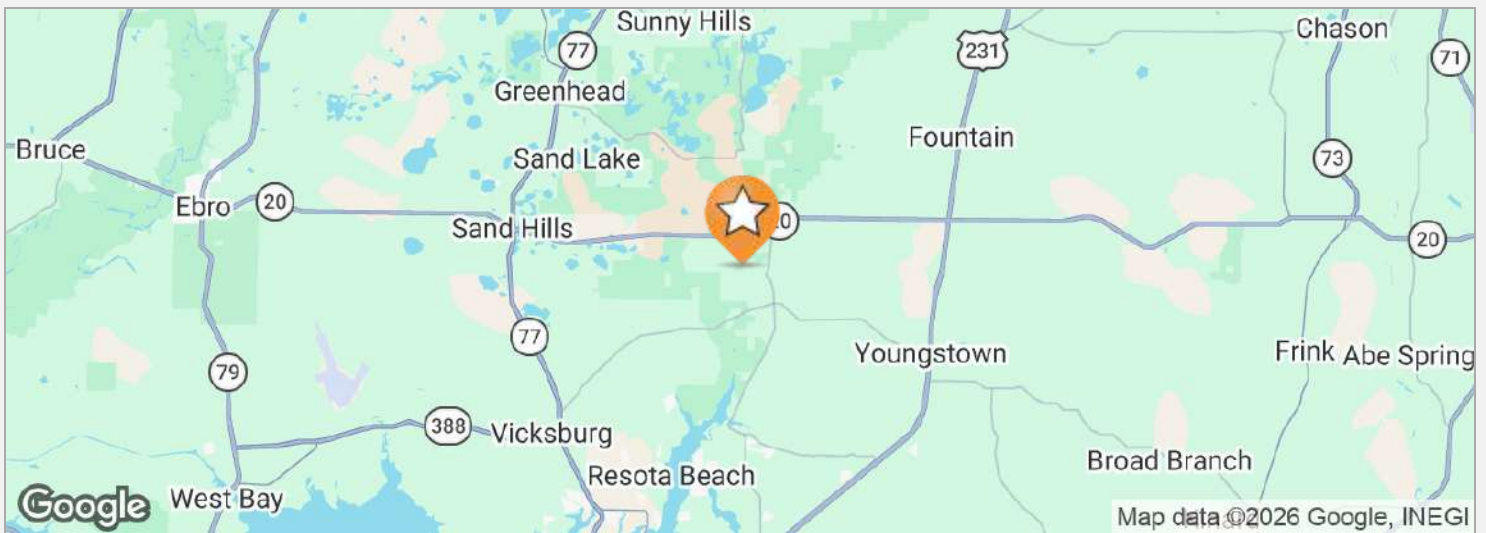 Sunny Hills
Chason
77
231
71
Greenhead
Fountain
Bruce
Sand Lake
73
Ebro
20
Sand Hills
20
Youngstown
77
Frink
Abe Spring
79
388
Vicksburg
Broad Branch
Resota Beach
West Bay
Google
Map data ©2026 Google, INEGI